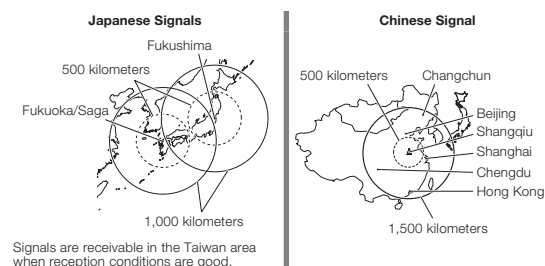 Japanese Signals
Fukushima
500 kilometers
Fukuoka/Saga
1,000 kilometers
Signals are receivable in the Taiwan area
when reception conditions are good.
Chinese Signal
500 kilometers
Changchun
Beijing
Shangqiu
Shanghai
Chengdu
Hong Kong
1,500 kilometers